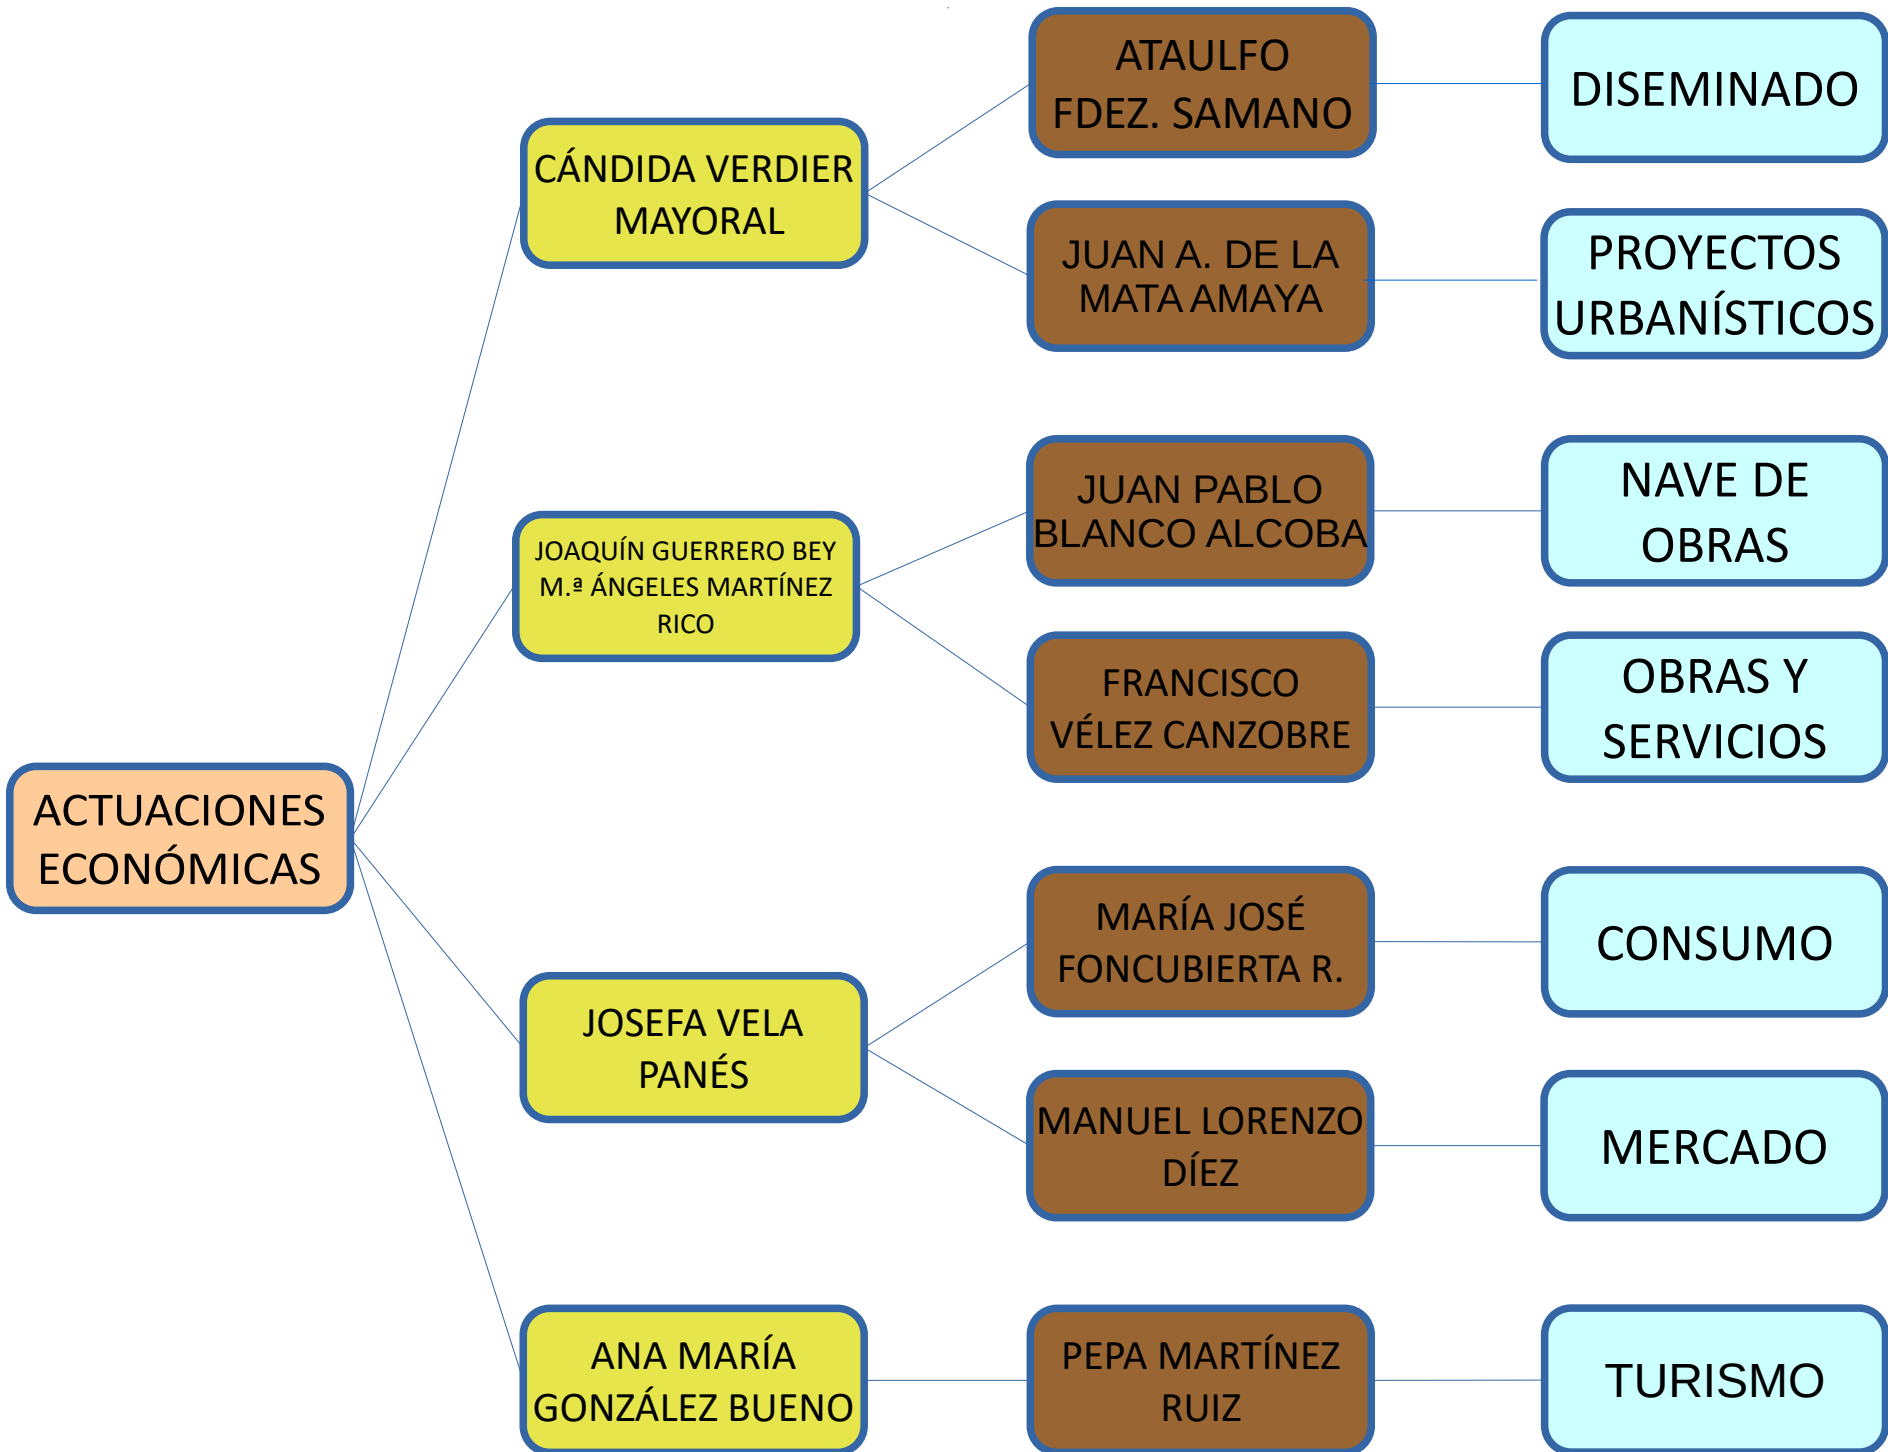 ACTUACIONES
ECONÓMICAS
CÁNDIDA VERDIER
MAYORAL
ATAULFO
FDEZ. SAMANO
DISEMINADO
JUAN A. DE LA
MATA AMAYA
PROYECTOS
URBANÍSTICOS
JOAQUÍN GUERRERO BEY
M.ª ÁNGELES MARTÍNEZ
RICO
JUAN PABLO
BLANCO ALCOBA
NAVE DE
OBRAS
FRANCISCO
VÉLEZ CANZOBRE
OBRAS Y
SERVICIOS
JOSEFA VELA
PANÉS
MARÍA JOSÉ
FONCUBIERTA R.
CONSUMO
MANUEL LORENZO
DÍEZ
MERCADO
ANA MARÍA
GONZÁLEZ BUENO
PEPA MARTÍNEZ
RUIZ
TURISMO